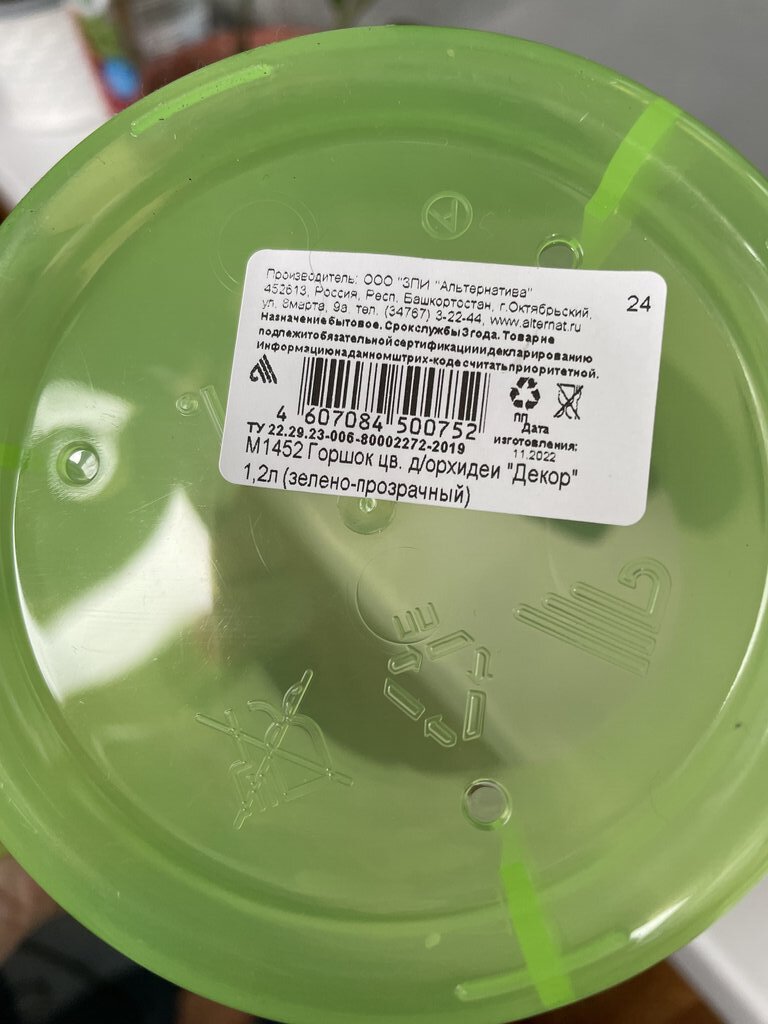 Производитель: ООО "ЗПИ "Альтернатива"
452613, Россия, Респ. Башкортостан, г.Октябрьский,
ул. 8марта, 9а, тел. (34767) 3-22-44, www.alternat.ru
24
Назначение бытовое. Срок службы 3 года. Товар не
подлежит обязательной сертификации и декларированию
Информацию на данном штрих-коде считать приоритетной.
4 607084 500752
ПП
Дата
изготовления:
11.2022
ТУ 22.29.23-006-80002272-2019
М1452 Горшок цв. д/орхидеи "Декор"
1,2л (зелено-прозрачный)